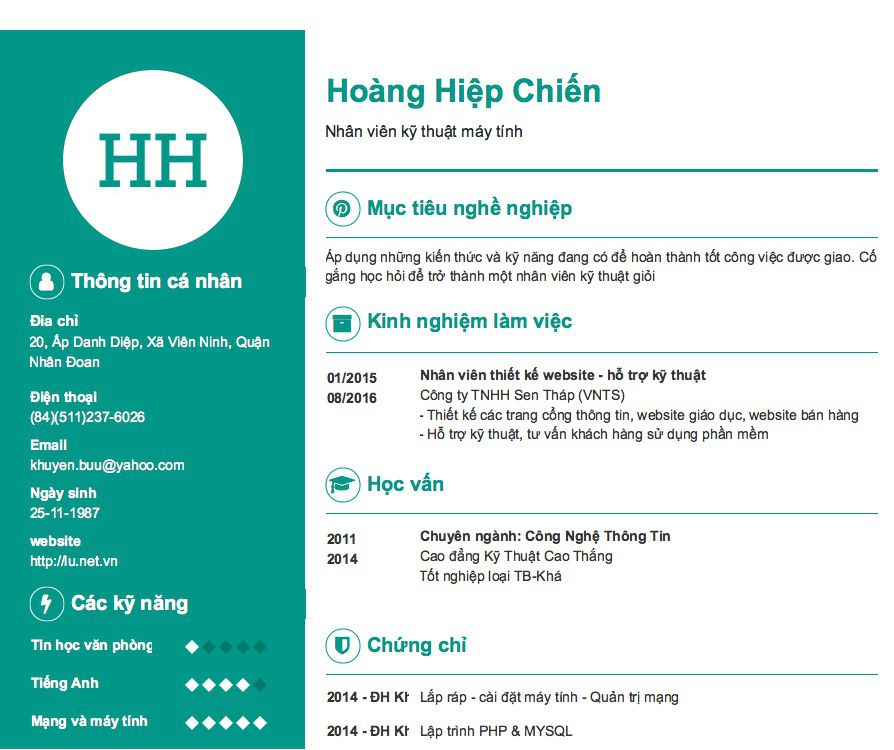 HH
Thông tin cá nhân
Đia chỉ
20, Ấp Danh Diệp, Xã Viên Ninh, Quận
Nhân Đoan
Điện thoại
(84)(511)237-6026
Email
khuyen.buu@yahoo.com
Ngày sinh
25-11-1987
website
http://lu.net.vn
Các kỹ năng
Tin học văn phòng
Tiếng Anh
Mạng và máy tính
Hoàng Hiệp Chiến
Nhân viên kỹ thuật máy tính
Mục tiêu nghề nghiệp
Áp dụng những kiến thức và kỹ năng đang có để hoàn thành tốt công việc được giao. Cố
gắng học hỏi để trở thành một nhân viên kỹ thuật giỏi
Kinh nghiệm làm việc
01/2015 Nhân viên thiết kế website - hỗ trợ kỹ thuật
08/2016 Công ty TNHH Sen Tháp (VNTS)
- Thiết kế các trang cổng thông tin, website giáo dục, website bán hàng
- Hỗ trợ kỹ thuật, tư vấn khách hàng sử dụng phần mềm
Học vấn
2011 Chuyên ngành: Công Nghệ Thông Tin
2014 Cao đẳng Kỹ Thuật Cao Thắng
Tốt nghiệp loại TB-Khá
Chứng chỉ
2014 - ĐH Lắp ráp - cài đặt máy tính - Quản trị mạng
2014 - ĐH Lập trình PHP & MYSQL